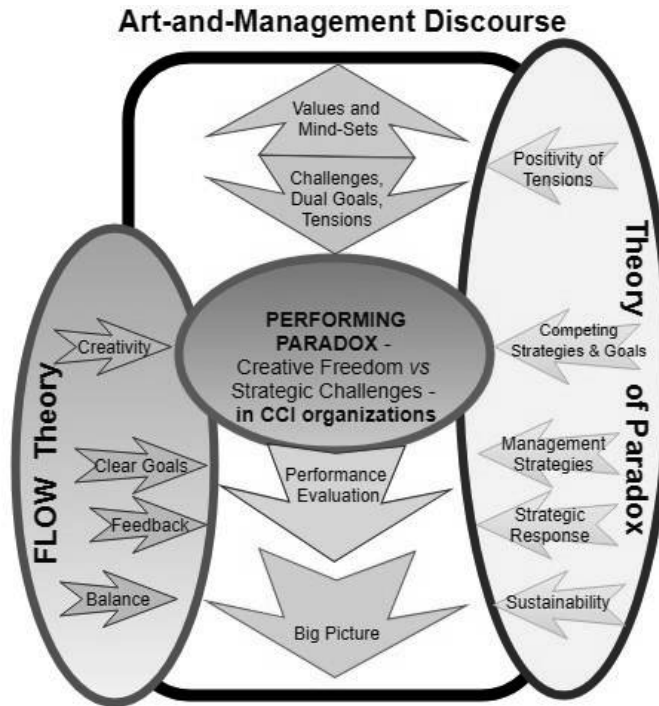 Art-and-Management Discourse
Values and
Mind-Sets
Challenges,
Dual Goals,
Tensions
Positivity of
Tensions
Theory of Paradox
FLOW Theory
PERFORMING
PARADOX -
Creative Freedom vs
Strategic Challenges -
in CCI organizations
Creativity
Competing
Strategies & Goals
Clear Goals
Performance
Evaluation
Management
Strategies
Feedback
Strategic
Response
Balance
Big Picture
Sustainability